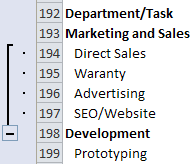 192 Department/Task
193 Marketing and Sales
194 Direct Sales
195 Waranty
196 Advertising
197 SEO/Website
198 Development
199 Prototyping